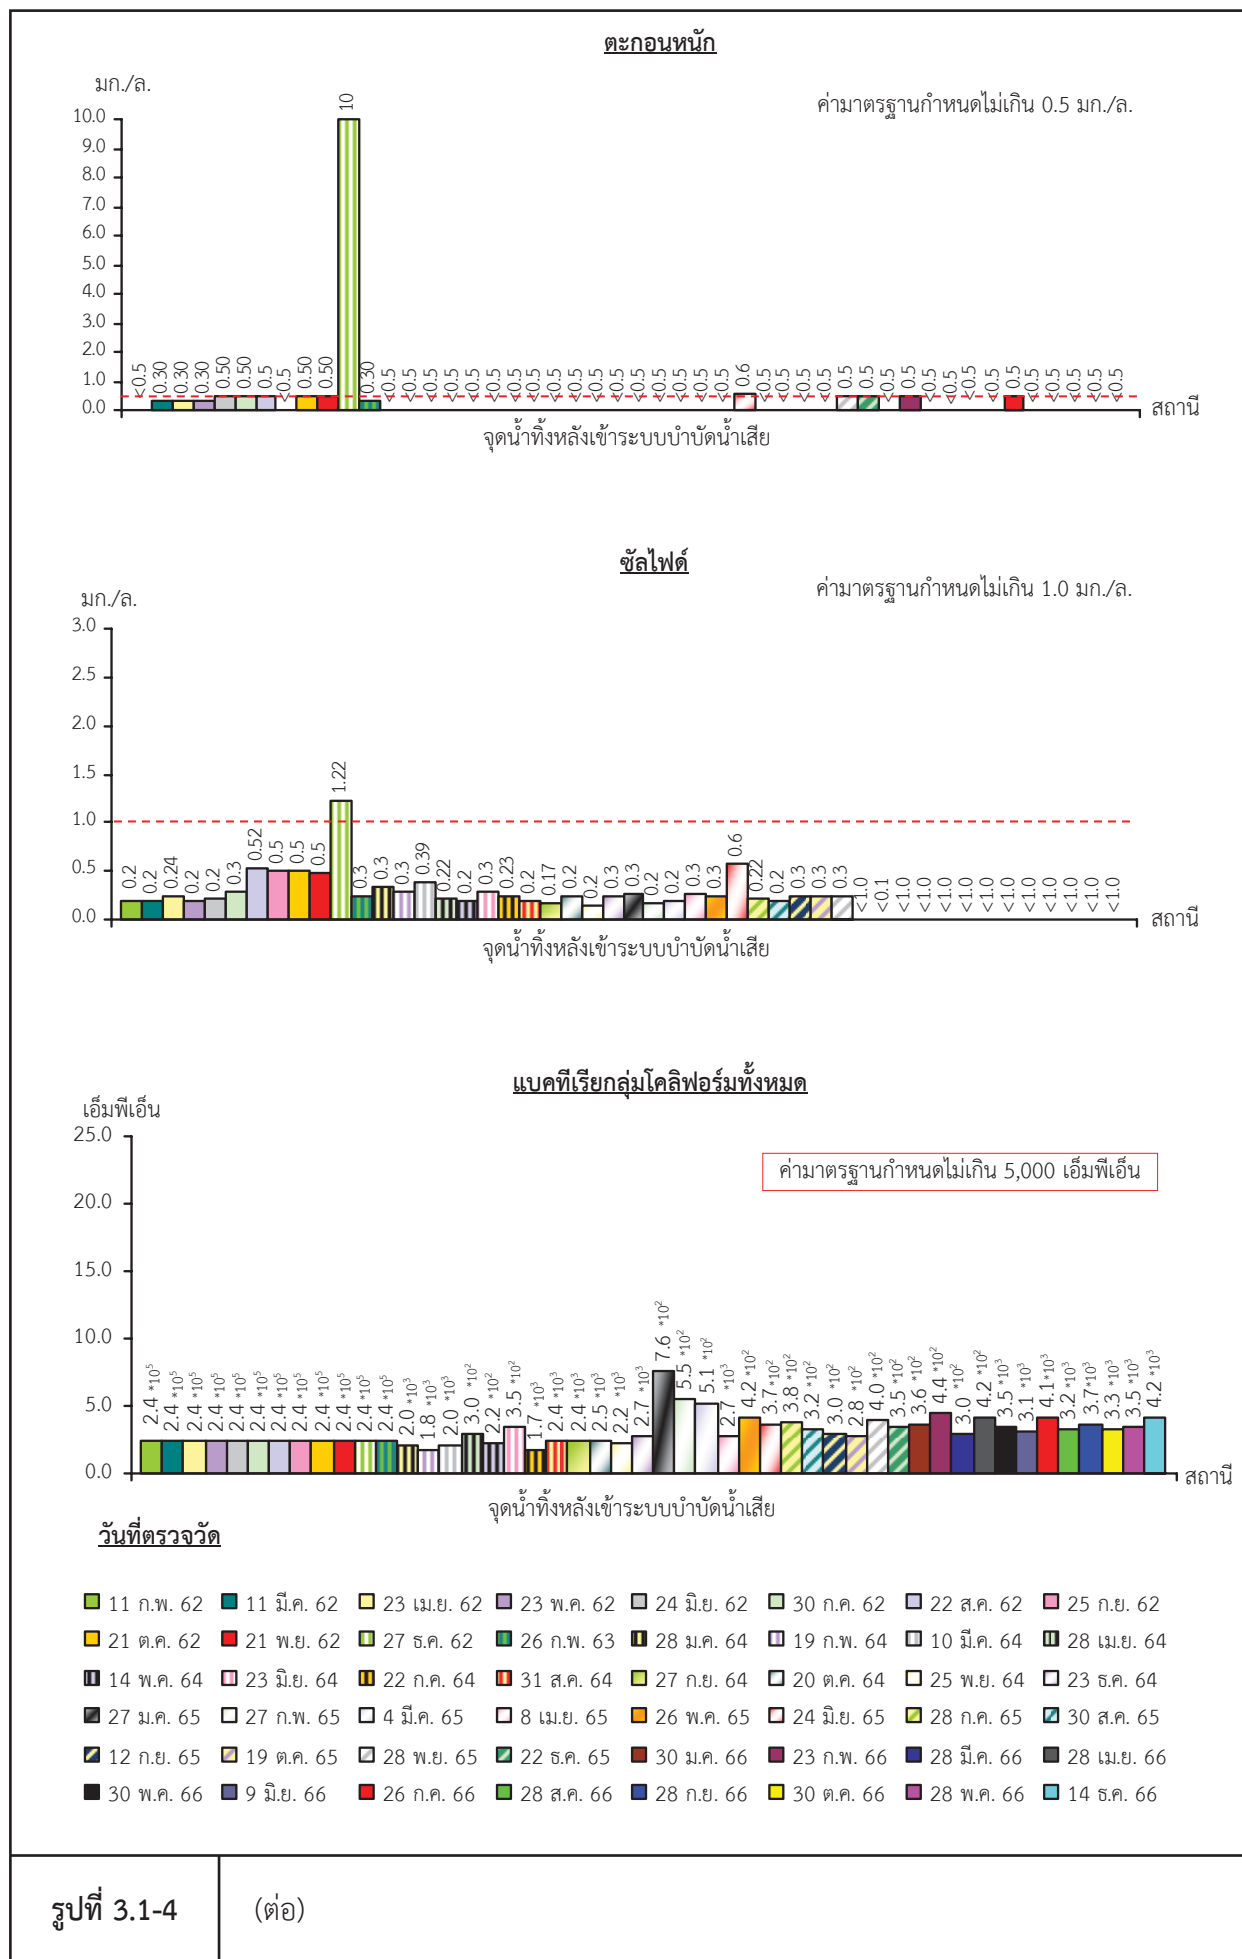 ตะกอนหนัก
มก./ล.
ค่ามาตรฐานกำหนดไม่เกิน 0.5 มก./ล.
10.0
9.0
8.0
7.0
6.0
5.0
4.0
3.0
2.0
1.0
0.0
<0.5 0.30 0.30 0.30 0.50 0.50 0.5 <0.5 0.50 0.50 10 0.30 <0.5 <0.5 <0.5 <0.5 <0.5 <0.5 <0.5 <0.5 <0.5 <0.5 <0.5 <0.5 <0.5 <0.5 <0.5 <0.5 <0.5 0.6 <0.5 <0.5 <0.5 <0.5 0.5 0.5 <0.5 0.5 <0.5 <0.5 <0.5 <0.5 0.5 <0.5 <0.5 <0.5 <0.5 <0.5
สถานี
จุดน้ำทิ้งหลังเข้าระบบบำบัดน้ำเสีย
ซัลไฟด์
มก./ล.
ค่ามาตรฐานกำหนดไม่เกิน 1.0 มก./ล.
3.0
2.5
2.0
1.5
1.0
0.5
0.0
0.2 0.2 0.24 0.2 0.2 0.3 0.52 0.5 0.5 0.5 1.22 0.3 0.3 0.3 0.39 0.22 0.2 0.3 0.23 0.2 0.17 0.2 0.2 0.3 0.3 0.2 0.2 0.3 0.3 0.6 0.22 0.2 0.3 0.3 0.3 <1.0 <0.1 <1.0 <1.0 <1.0 <1.0 <1.0 <1.0 <1.0 <1.0 <1.0 <1.0 <1.0
สถานี
จุดน้ำทิ้งหลังเข้าระบบบำบัดน้ำเสีย
แบคทีเรียกลุ่มโคลิฟอร์มทั้งหมด
เอ็มพีเอ็น
ค่ามาตรฐานกำหนดไม่เกิน 5,000 เอ็มพีเอ็น
25.0
20.0
15.0
10.0
5.0
0.0
2.4 *10⁵ 2.4 *10⁵ 2.4 *10⁵ 2.4 *10⁵ 2.4 *10⁵ 2.4 *10⁵ 2.4 *10⁵ 2.4 *10⁵ 2.4 *10⁵ 2.4 *10⁵ 2.4 *10⁵ 2.4 *10⁵ 2.0 *10³ 1.8 *10³ 2.0 *10³ 3.0 *10² 2.2 *10² 3.5 *10² 1.7 *10³ 2.4 *10³ 2.4 *10³ 2.5 *10³ 2.2 *10³ 2.7 *10³ 7.6 *10² 5.5 *10² 5.1 *10² 2.7 *10³ 4.2 *10² 3.7 *10² 3.8 *10² 3.2 *10² 3.0 *10² 2.8 *10² 4.0 *10² 3.5 *10² 3.6 *10² 4.4 *10² 3.0 *10² 4.2 *10² 3.5 *10³ 3.1 *10³ 4.1*10³ 3.2 *10³ 3.7*10³ 3.3 *10³ 3.5 *10³ 4.2 *10³
สถานี
จุดน้ำทิ้งหลังเข้าระบบบำบัดน้ำเสีย
วันที่ตรวจวัด
11 ก.พ. 62 11 มี.ค. 62 23 เม.ย. 62 23 พ.ค. 62 24 มิ.ย. 62 30 ก.ค. 62 22 ส.ค. 62 25 ก.ย. 62
21 ต.ค. 62 21 พ.ย. 62 27 ธ.ค. 62 26 ก.พ. 63 28 ม.ค. 64 19 ก.พ. 64 10 มี.ค. 64 28 เม.ย. 64
14 พ.ค. 64 23 มิ.ย. 64 22 ก.ค. 64 31 ส.ค. 64 27 ก.ย. 64 20 ต.ค. 64 25 พ.ย. 64 23 ธ.ค. 64
27 ม.ค. 65 27 ก.พ. 65 4 มี.ค. 65 8 เม.ย. 65 26 พ.ค. 65 24 มิ.ย. 65 28 ก.ค. 65 30 ส.ค. 65
12 ก.ย. 65 19 ต.ค. 65 28 พ.ย. 65 22 ธ.ค. 65 30 ม.ค. 66 23 ก.พ. 66 28 มี.ค. 66 28 เม.ย. 66
30 พ.ค. 66 9 มิ.ย. 66 26 ก.ค. 66 28 ส.ค. 66 28 ก.ย. 66 30 ต.ค. 66 28 พ.ค. 66 14 ธ.ค. 66
รูปที่ 3.1-4 (ต่อ)